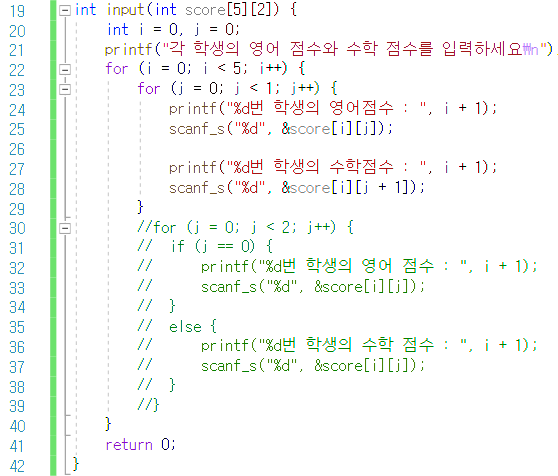 19 int input(int score[5][2]) {
20 int i = 0, j = 0;
21 printf("각 학생의 영어 점수와 수학 점수를 입력하세요₩n")
22 for (i = 0; i < 5; i++) {
23 for (j = 0; j < 1; j++) {
24 printf("%d번 학생의 영어점수 : ", i + 1);
25 scanf_s("%d", &score[i][j]);
26
27 printf("%d번 학생의 수학점수 : ", i + 1);
28 scanf_s("%d", &score[i][j + 1]);
29 }
30 //for (j = 0; j < 2; j++) {
31 // if (j == 0) {
32 // printf("%d번 학생의 영어 점수 : ", i + 1);
33 // scanf_s("%d", &score[i][j]);
34 // }
35 // else {
36 // printf("%d번 학생의 수학 점수 : ", i + 1);
37 // scanf_s("%d", &score[i][j]);
38 // }
39 //}
40 }
41 return 0;
42 }